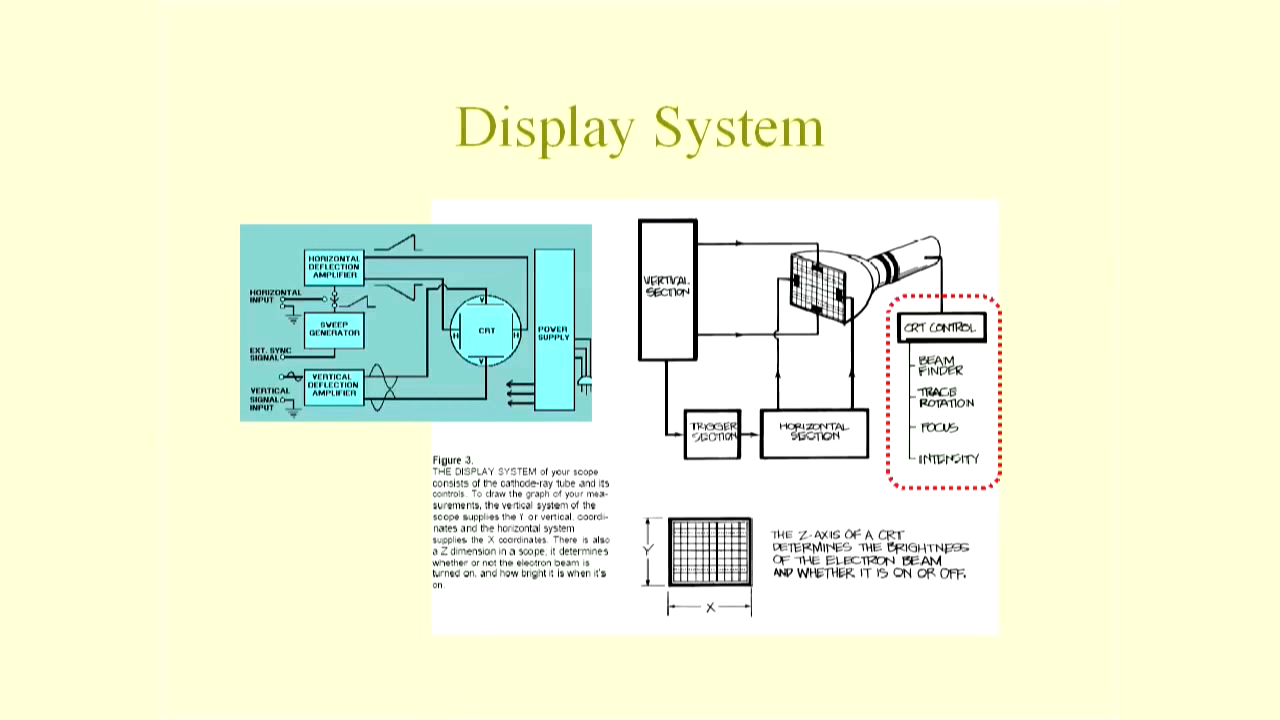 Display System
HORIZONTAL
DEFLECTION
AMPLIFIER
HORIZONTAL
INPUT
SWEEP
GENERATOR
EXT. SYNC
SIGNAL
VERTICAL
DEFLECTION
AMPLIFIER
VERTICAL
SIGNAL
INPUT
V
H
CRT
H
V
POWER
SUPPLY
VERTICAL
SECTION
TRIGGER
SECTION
HORIZONTAL
SECTION
CRT CONTROL
BEAM
FINDER
TRACE
ROTATION
FOCUS
INTENSITY
Figure 3.
THE DISPLAY SYSTEM of your scope
consists of the cathode-ray tube and its
controls. To draw the graph of your mea-
surements, the vertical system of the
scope supplies the Y or vertical, coordi-
nates and the horizontal system
supplies the X coordinates. There is also
a Z dimension in a scope; it determines
whether or not the electron beam is
turned on, and how bright it is when it's
on.
Y
X
THE Z-AXIS OF A CRT
DETERMINES THE BRIGHTNESS
OF THE ELECTRON BEAM
AND WHETHER IT IS ON OR OFF.